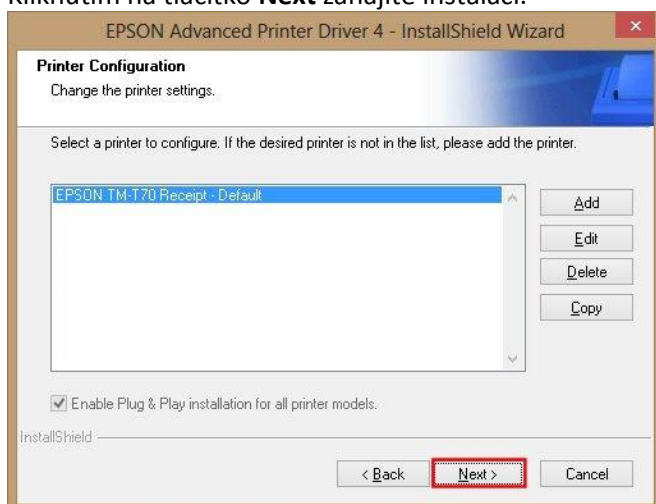 Kliknutím na tlačítko Next zahájíte instalaci.
EPSON Advanced Printer Driver 4 - InstallShield Wizard
Printer Configuration
Change the printer settings.
Select a printer to configure. If the desired printer is not in the list, please add the printer.
EPSON TM-T70 Receipt - Default
Add
Edit
Delete
Copy
Enable Plug & Play installation for all printer models.
InstallShield
< Back
Next >
Cancel